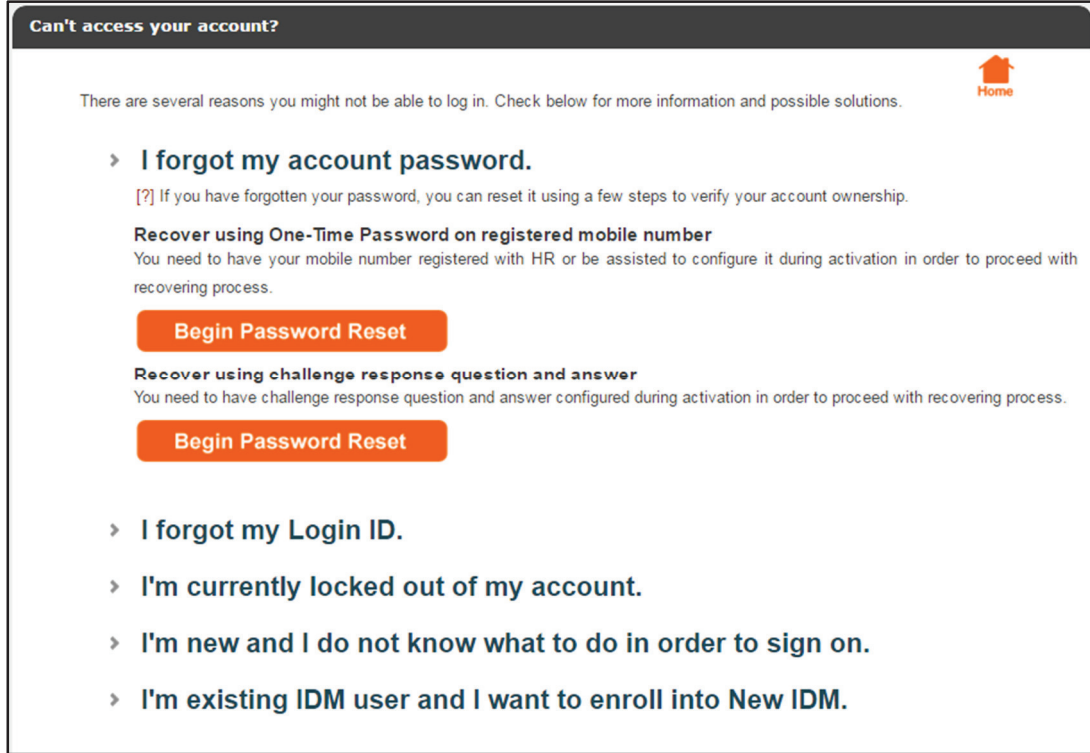 Can't access your account?
Home
There are several reasons you might not be able to log in. Check below for more information and possible solutions.
I forgot my account password.
[?] If you have forgotten your password, you can reset it using a few steps to verify your account ownership.
Recover using One-Time Password on registered mobile number
You need to have your mobile number registered with HR or be assisted to configure it during activation in order to proceed with
recovering process.
Begin Password Reset
Recover using challenge response question and answer
You need to have challenge response question and answer configured during activation in order to proceed with recovering process.
Begin Password Reset
I forgot my Login ID.
I'm currently locked out of my account.
I'm new and I do not know what to do in order to sign on.
I'm existing IDM user and I want to enroll into New IDM.